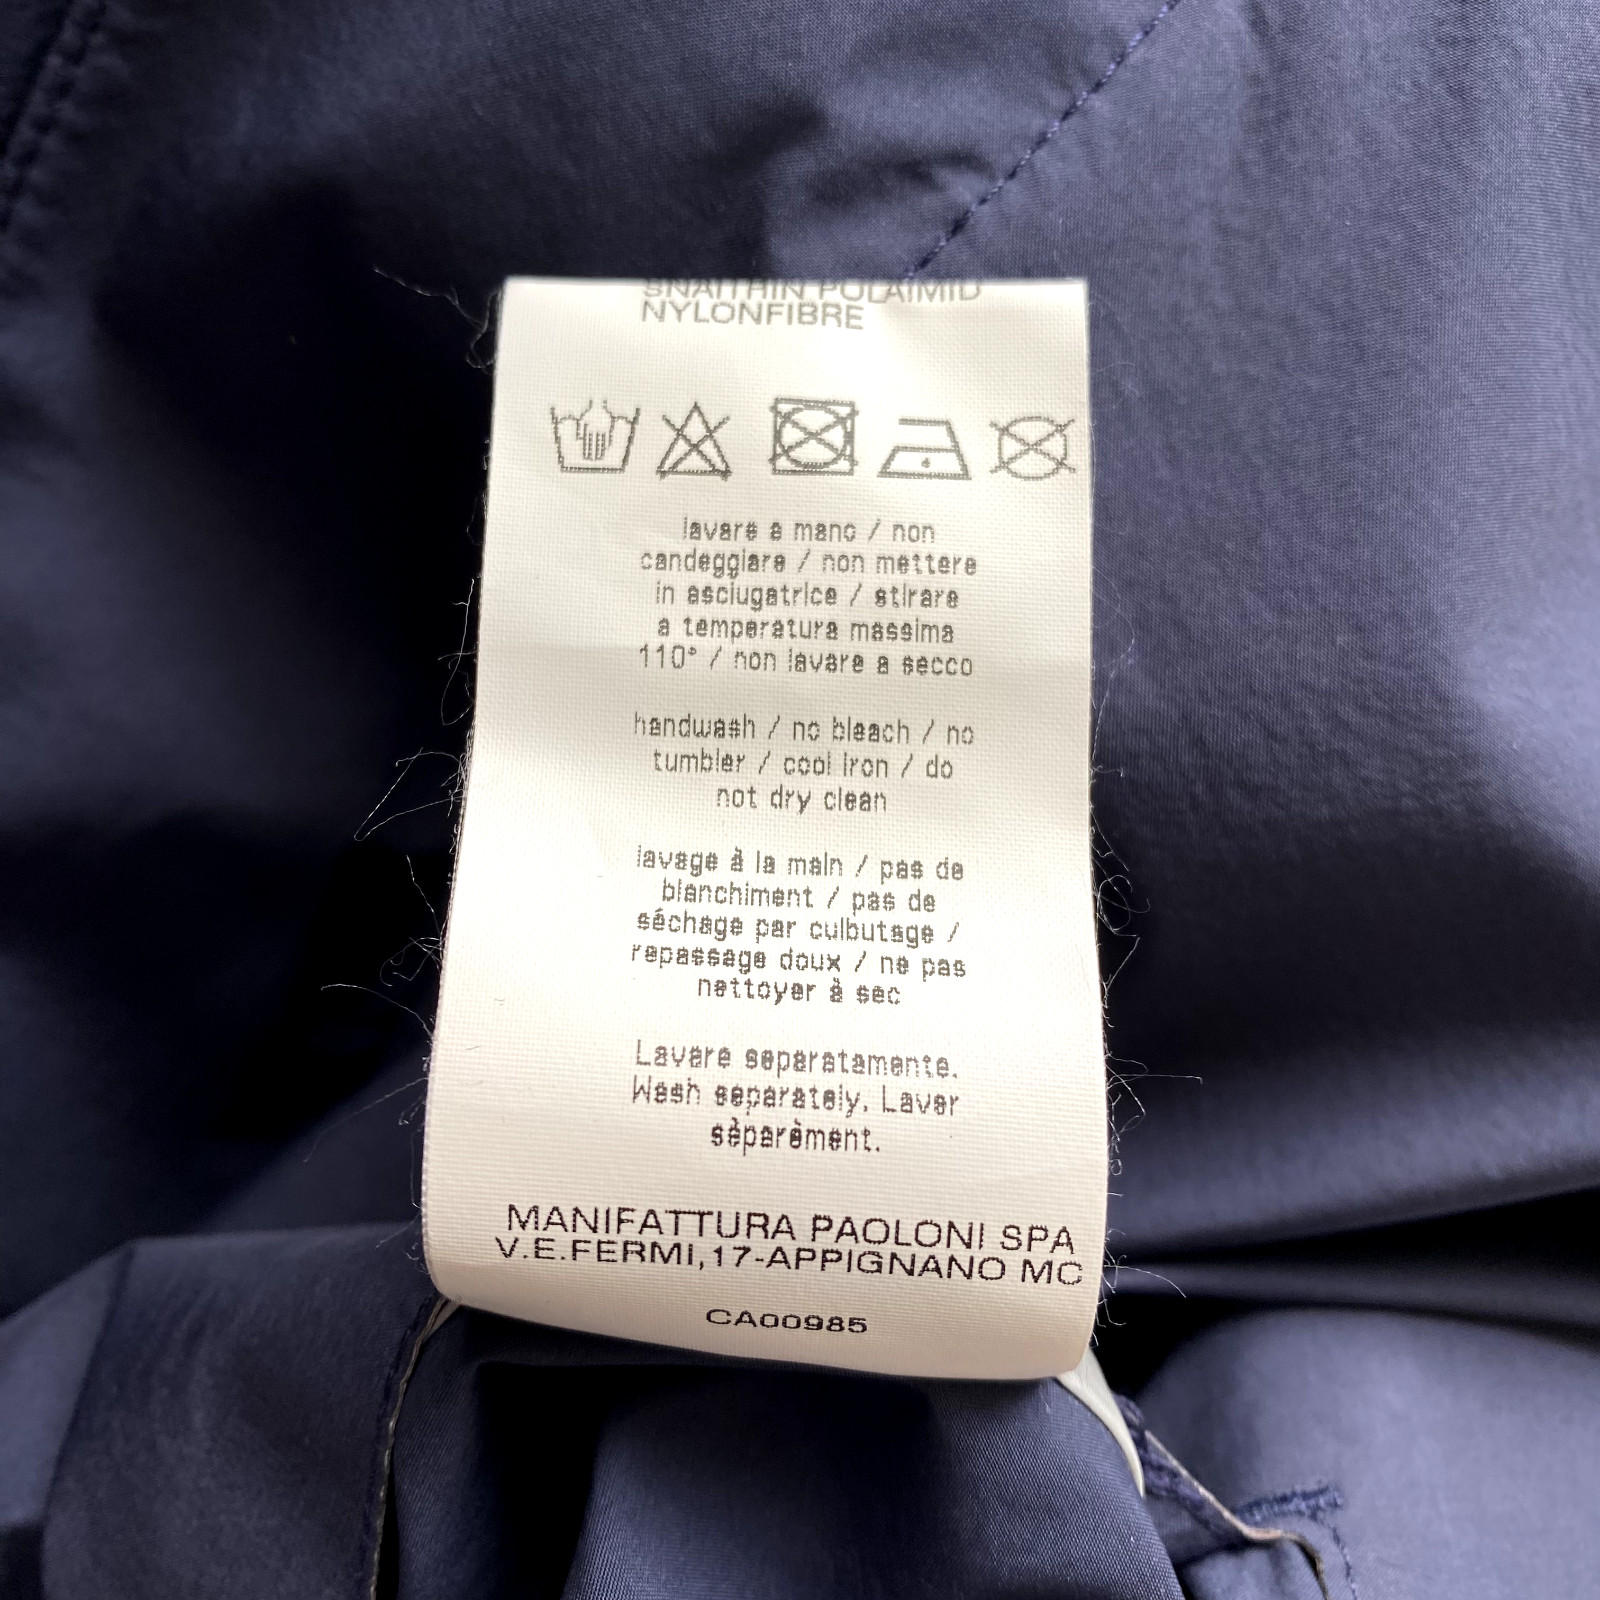 SNAITHIN POLAIMID
NYLONFIBRE
lavare a mano / non
candeggiare / non mettere
in asciugatrice / stirare
a temperatura massima
110° / non lavare a secco
handwash / no bleach / no
tumbler / cool iron / do
not dry clean
lavage à la main / pas de
blanchiment / pas de
séchage par culbutage /
repassage doux / ne pas
nettoyer à sec
Lavare separatamente.
Wash separately. Laver
sèparèment.
MANIFATTURA PAOLONI SPA
V.E.FERMI,17-APPIGNANO MC
CA00985